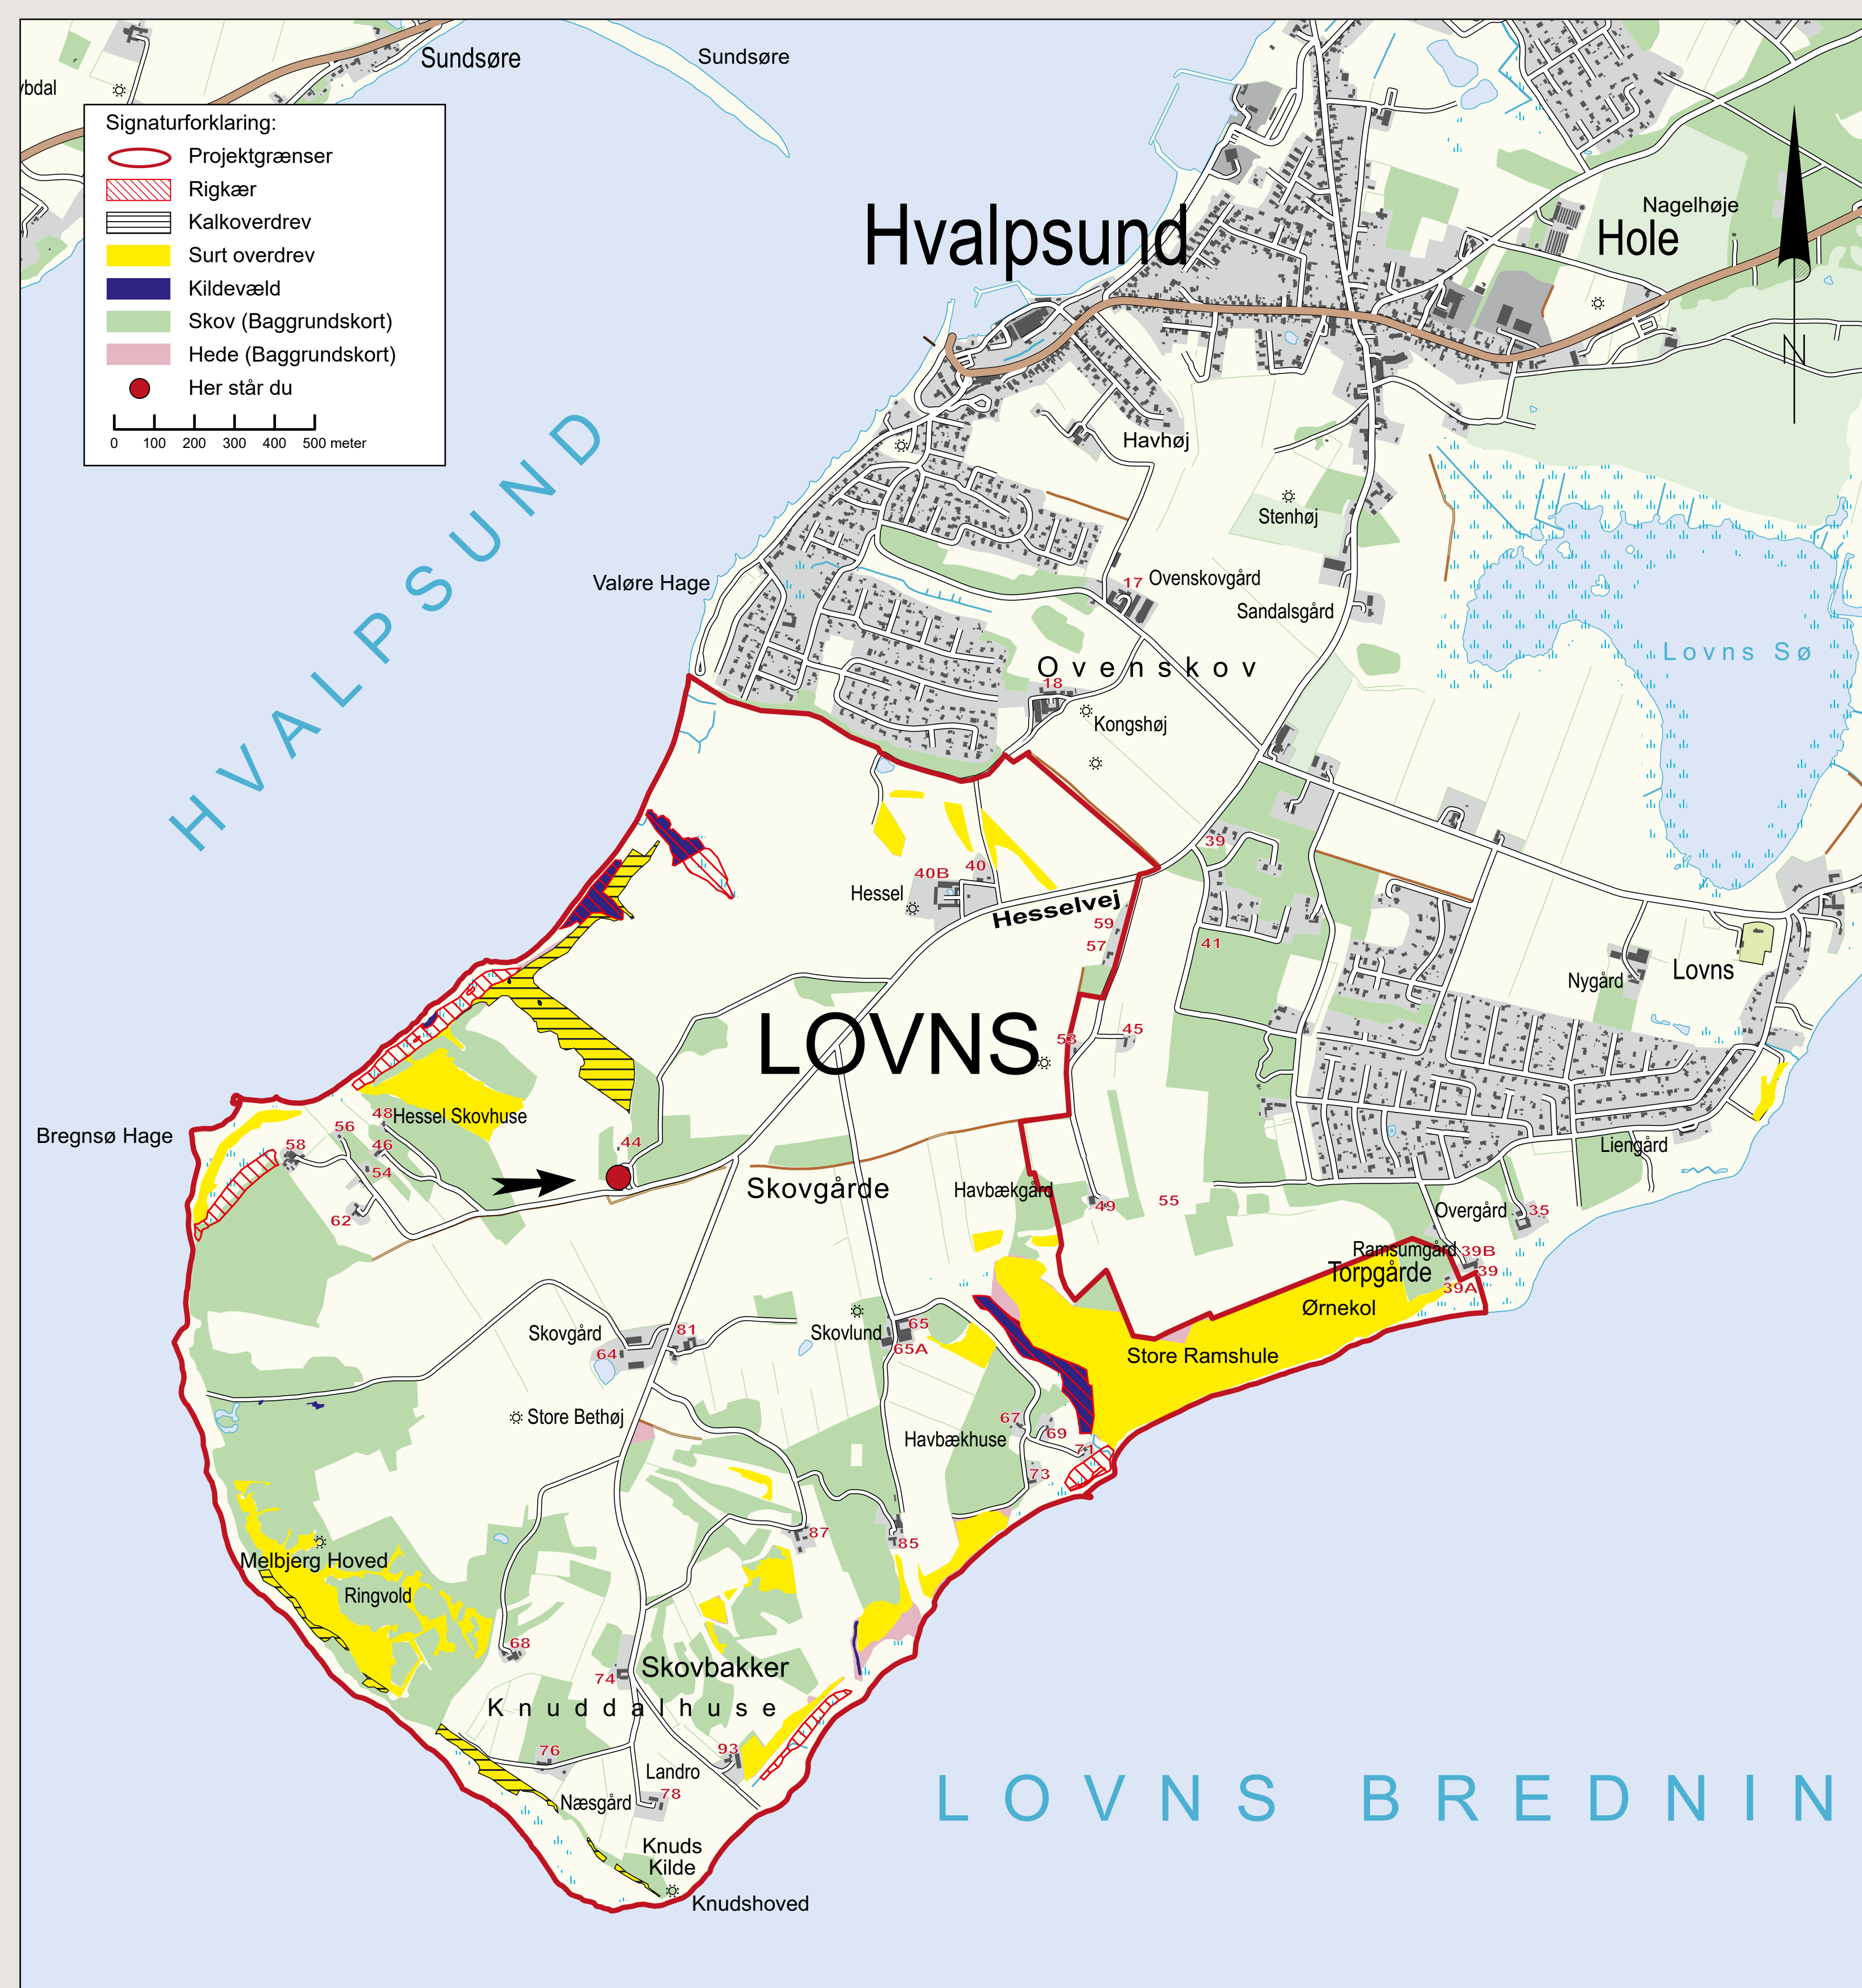 Sundsøre
Sundsøre
Signaturforklaring:
Projektgrænser
Rigkær
Kalkoverdrev
Surt overdrev
Kildevæld
Skov (Baggrundskort)
Hede (Baggrundskort)
Her står du
0 100 200 300 400 500 meter
Nagelhøje
Hvalpsund
Hole
N
HVALPSUND
Havhøj
Stenhøj
Valøre Hage
17 Ovenskovgård
Sandalsgård
Lovns Sø
Ovenskov
18
Kongshøj
39
40
40B
Hessel
Hesselvej
59
57
41
Nygård
Lovns
LOVNS
53
45
48
Hessel Skovhuse
56
46
58
54
62
Bregnsø Hage
44
Liengård
Skovgårde
Havbækgård
49
55
Overgård
35
Ramsumgård
39B
Torpgårde
39
39A
Ørnekol
Skovgård
81
64
Skovlund
65
65A
Store Ramshule
Store Bethøj
67
69
Havbækhuse
71
73
87
85
Melbjerg Hoved
Ringvold
68
74
Skovbakker
Knuddalhuse
76
93
Landro
78
Næsgård
LOVNS BREDNIN
Knuds
Kilde
Knudshoved